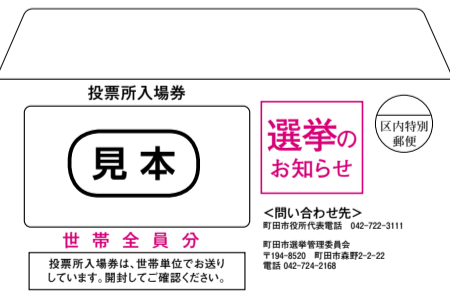 投票所入場券
見本
世帯全員分
投票所入場券は、世帯単位でお送り
しています。開封してご確認ください。
選挙の
お知らせ
区内特別
郵便
＜問い合わせ先＞
町田市役所代表電話　042-722-3111
町田市選挙管理委員会
〒194-8520　町田市森野2-2-22
電話 042-724-2168